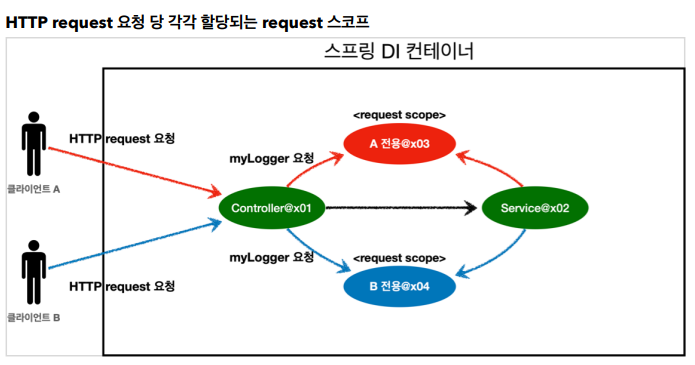 HTTP request 요청 당 각각 할당되는 request 스코프
스프링 DI 컨테이너
<request scope>
HTTP request 요청
A 전용@x03
myLogger 요청
클라이언트 A
Controller@x01
Service@x02
myLogger 요청
<request scope>
HTTP request 요청
B 전용@x04
클라이언트 B